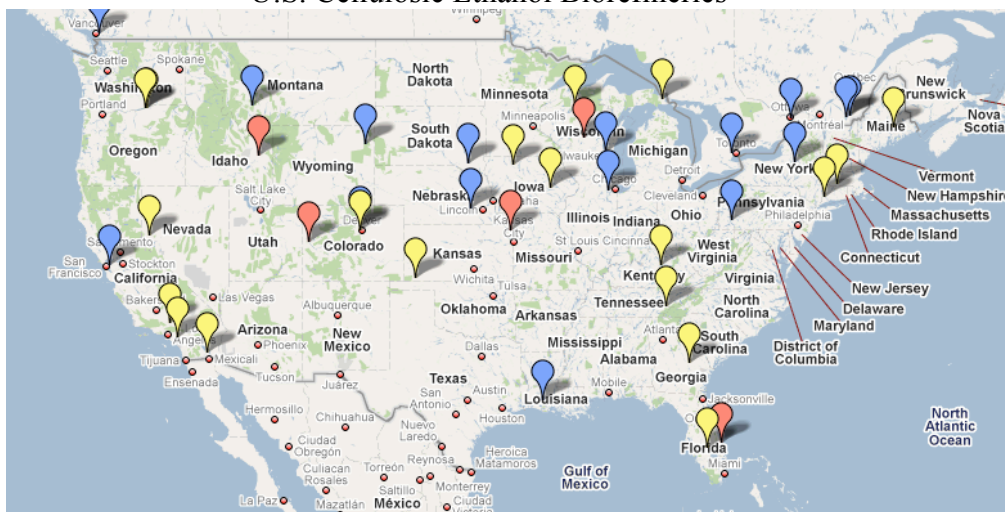 U.S. Cellulosic Ethanol Biorefineries
Vancouver
Winnipeg
Seattle
Spokane
Washington
Portland
Montana
North
Dakota
Minnesota
Minneapolis
Ottawa
Québec
Montréal
Maine
New
Brunswick
Nova
Scotia
Oregon
Idaho
Wyoming
South
Dakota
Wisconsin
Michigan
Toronto
New York
Vermont
New Hampshire
Massachusetts
Rhode Island
Connecticut
New Jersey
Delaware
Maryland
District of
Columbia
Salt Lake
City
Nebraska
Lincoln
Iowa
Chicago
Detroit
Cleveland
Pennsylvania
Philadelphia
Nevada
Utah
Denver
Colorado
Kansas
City
Illinois
Indiana
Ohio
San
Francisco
Stockton
California
Kansas
Missouri
St Louis
Cincinnati
West
Virginia
Kentucky
Virginia
Las Vegas
Wichita
Tulsa
Albuquerque
Oklahoma
Arkansas
Tennessee
North
Carolina
Angeles
Arizona
Phoenix
New
Mexico
Mississippi
Alabama
South
Carolina
Georgia
Tijuana
Mexicali
Ensenada
Tucson
Juárez
Dallas
Texas
Austin
San
Antonio
Houston
Louisiana
Mobile
Jacksonville
Hermosillo
Chihuahua
Nuevo
Laredo
Florida
Miami
North
Atlantic
Ocean
Ciudad
Obregón
Reynosa
Heroica
Matamoros
Gulf of
Mexico
Culiacan
Rosales
Torreón
Saltillo
Monterrey
La Paz
Mazatlán
México
Ciudad
Victoria